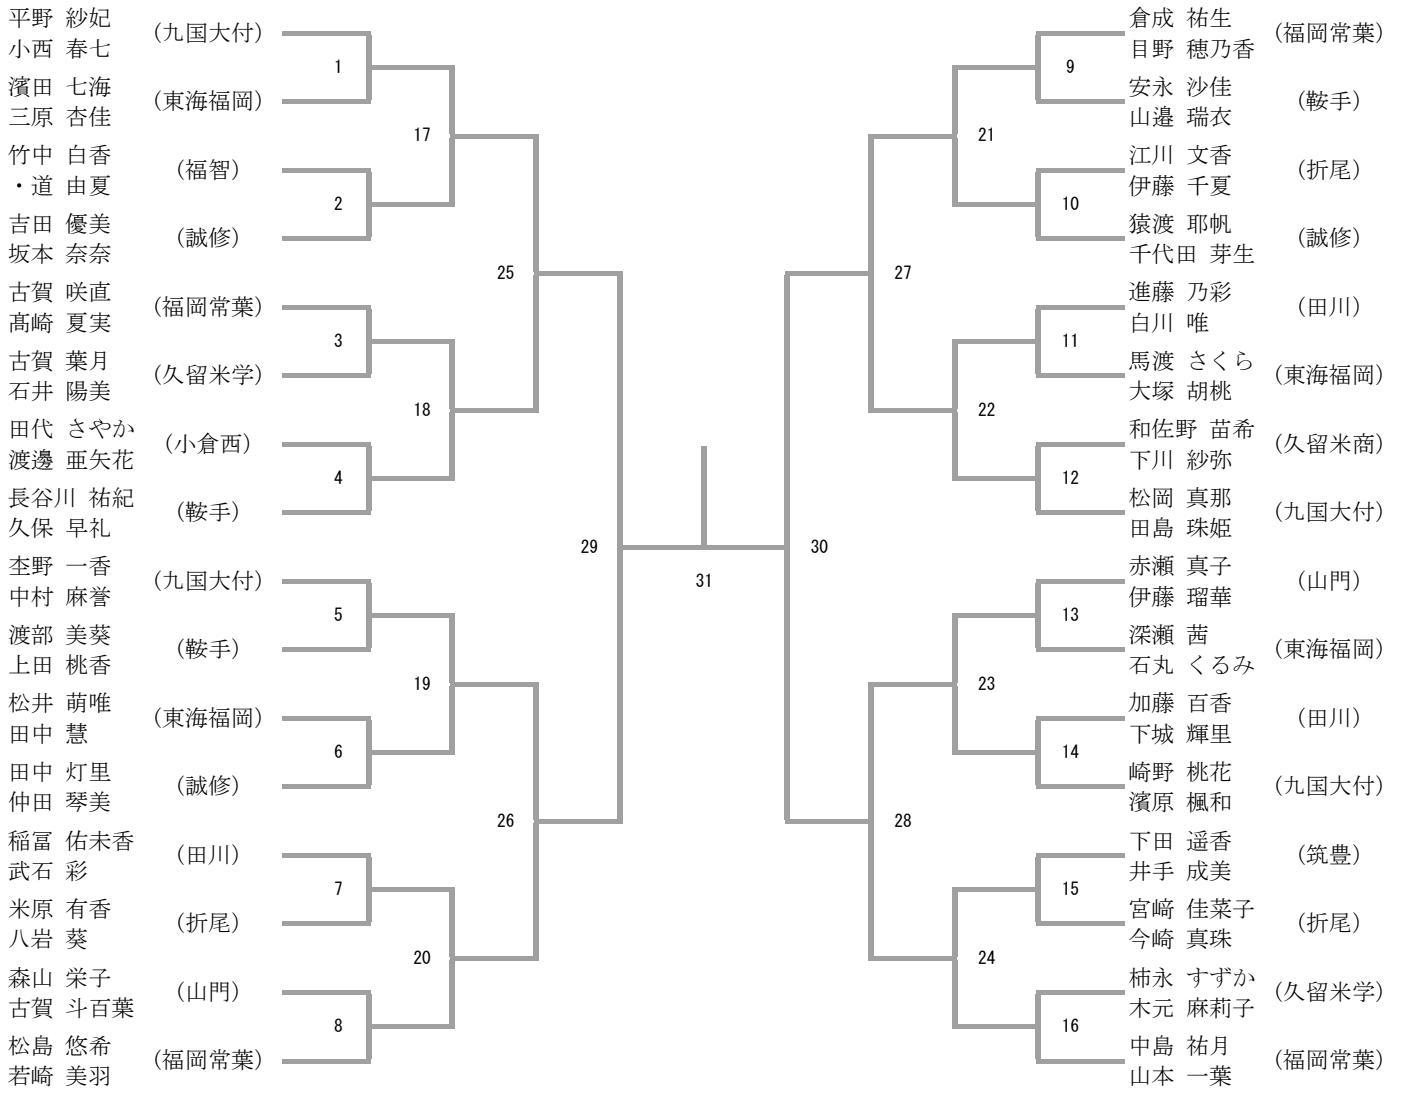 平野 紗妃
小西 春七
(九国大付)
1
濱田 七海
三原 杏佳
(東海福岡)
17
竹中 白香
・道 由夏
(福智)
2
吉田 優美
坂本 奈奈
(誠修)
25
古賀 咲直
髙崎 夏実
(福岡常葉)
3
古賀 葉月
石井 陽美
(久留米学)
18
田代 さやか
渡邊 亜矢花
(小倉西)
4
長谷川 祐紀
久保 早礼
(鞍手)
29
杢野 一香
中村 麻誉
(九国大付)
5
渡部 美葵
上田 桃香
(鞍手)
19
松井 萌唯
田中 慧
(東海福岡)
6
田中 灯里
仲田 琴美
(誠修)
26
稲冨 佑未香
武石 彩
(田川)
7
米原 有香
八岩 葵
(折尾)
20
森山 栄子
古賀 斗百葉
(山門)
8
松島 悠希
若崎 美羽
(福岡常葉)
31
倉成 祐生
目野 穂乃香
(福岡常葉)
9
安永 沙佳
山邉 瑞衣
(鞍手)
21
江川 文香
伊藤 千夏
(折尾)
10
猿渡 耶帆
千代田 芽生
(誠修)
27
進藤 乃彩
白川 唯
(田川)
11
馬渡 さくら
大塚 胡桃
(東海福岡)
22
和佐野 苗希
下川 紗弥
(久留米商)
12
松岡 真那
田島 珠姫
(九国大付)
30
赤瀬 真子
伊藤 瑠華
(山門)
13
深瀬 茜
石丸 くるみ
(東海福岡)
23
加藤 百香
下城 輝里
(田川)
14
崎野 桃花
濱原 楓和
(九国大付)
28
下田 遥香
井手 成美
(筑豊)
15
宮﨑 佳菜子
今崎 真珠
(折尾)
24
柿永 すずか
木元 麻莉子
(久留米学)
16
中島 祐月
山本 一葉
(福岡常葉)